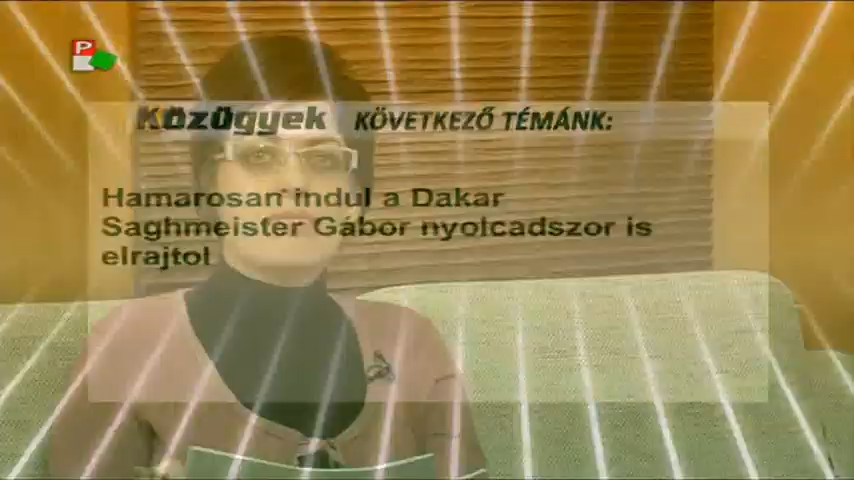 P
Közügyek KÖVETKEZŐ TÉMÁNK:
Hamarosan indul a Dakar
Saghmeister Gábor nyolcadszor is
elrajtol